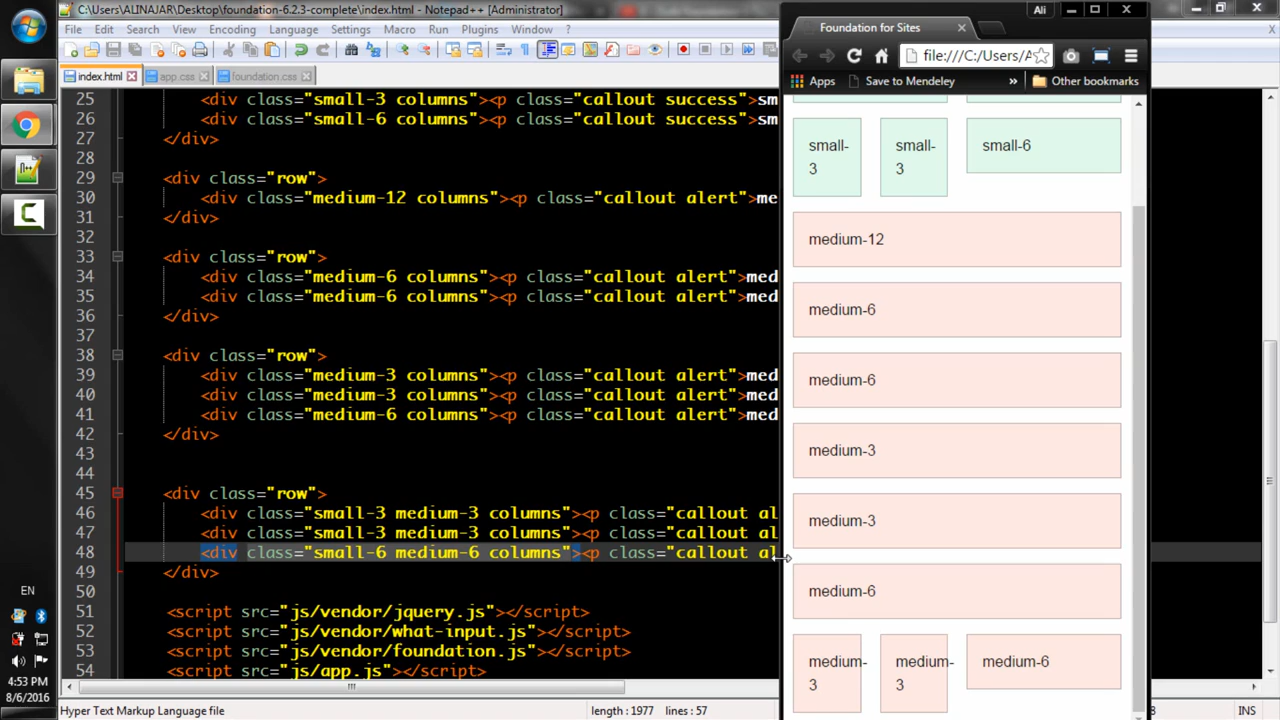 C:\Users\ALINAJAR\Desktop\foundation-6.2.3-complete\index.html - Notepad++ [Administrator]
File Edit Search View Encoding Language Settings Macro Run Plugins Window ?
X
index.html app.css foundation.css
25 <div class="small-3 columns"><p class="callout success">sm
26 <div class="small-6 columns"><p class="callout success">sm
27 </div>
28
29 <div class="row">
30 <div class="medium-12 columns"><p class="callout alert">me
31 </div>
32
33 <div class="row">
34 <div class="medium-6 columns"><p class="callout alert">med
35 <div class="medium-6 columns"><p class="callout alert">med
36 </div>
37
38 <div class="row">
39 <div class="medium-3 columns"><p class="callout alert">med
40 <div class="medium-3 columns"><p class="callout alert">med
41 <div class="medium-6 columns"><p class="callout alert">med
42 </div>
43
44
45 <div class="row">
46 <div class="small-3 medium-3 columns"><p class="callout al
47 <div class="small-3 medium-3 columns"><p class="callout al
48 <div class="small-6 medium-6 columns"><p class="callout al
49 </div>
50
51 <script src="js/vendor/jquery.js"></script>
52 <script src="js/vendor/what-input.js"></script>
53 <script src="js/vendor/foundation.js"></script>
54 <script src="js/app.js"></script>
Hyper Text Markup Language file length : 1977 lines : 57 8 INS
EN
4:53 PM
8/6/2016
Ali
Foundation for Sites
file:///C:/Users/A
Apps Save to Mendeley » Other bookmarks
small-
3
small-
3
small-6
medium-12
medium-6
medium-6
medium-3
medium-3
medium-6
medium-
3
medium-
3
medium-6